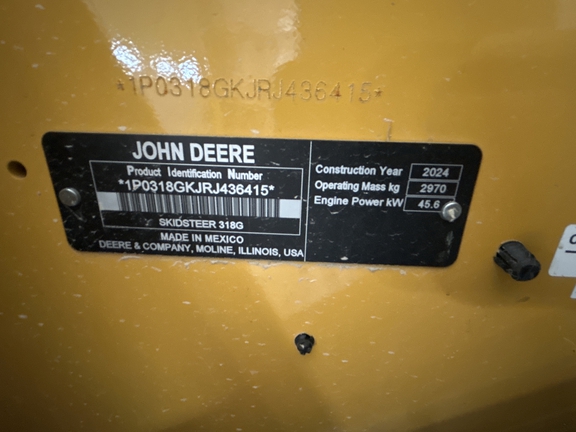 *1P0318GKJRJ436415*
JOHN DEERE
Product Identification Number
*1P0318GKJRJ436415*
SKIDSTEER 318G
MADE IN MEXICO
DEERE & COMPANY, MOLINE, ILLINOIS, USA
Construction Year 2024
Operating Mass kg 2970
Engine Power kW 45.6